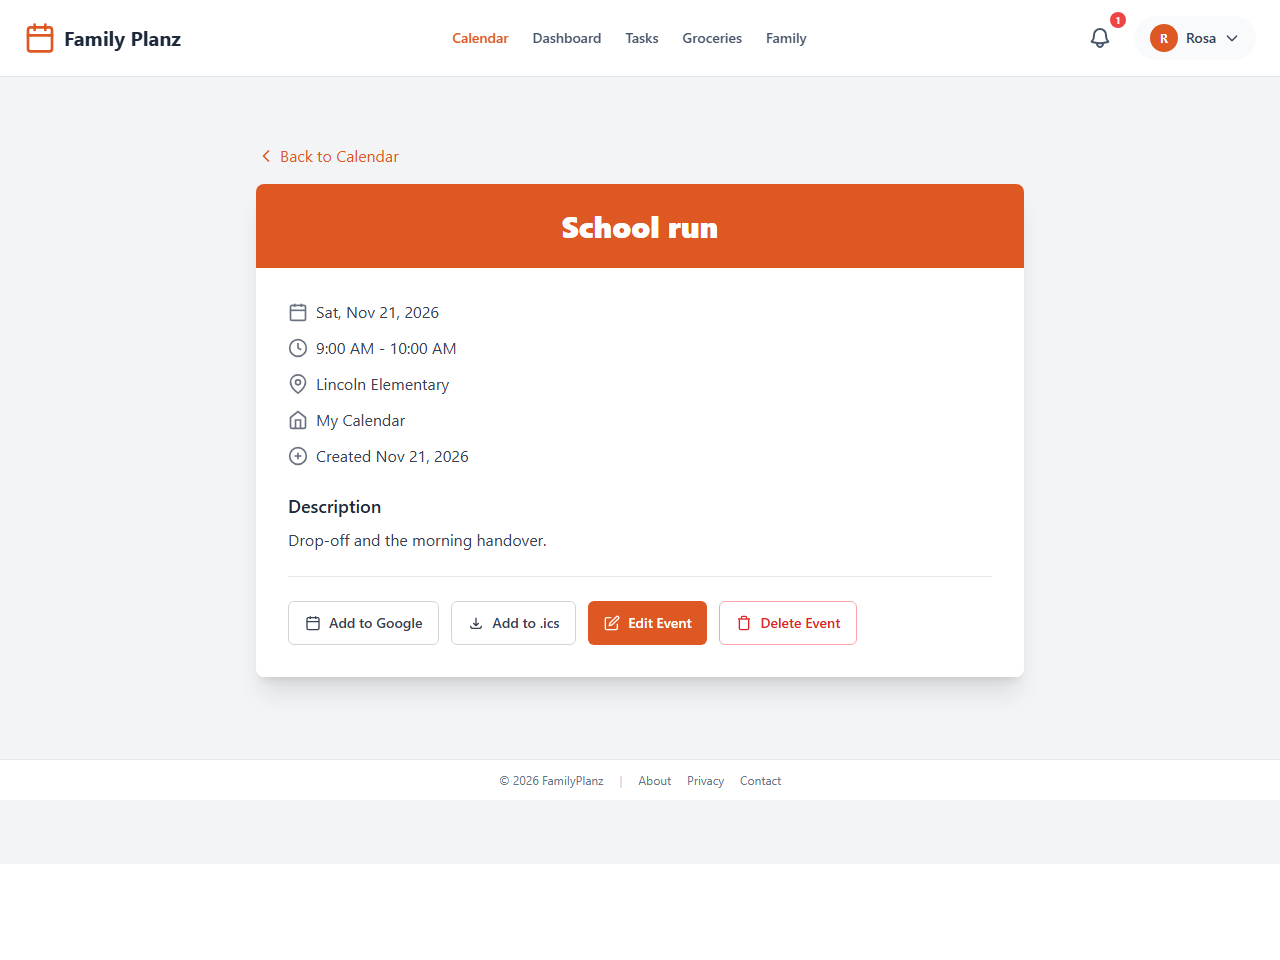 Family Planz
Calendar Dashboard Tasks Groceries Family
1
R Rosa
Back to Calendar
School run
Sat, Nov 21, 2026
9:00 AM - 10:00 AM
Lincoln Elementary
My Calendar
Created Nov 21, 2026
Description
Drop-off and the morning handover.
Add to Google Add to .ics Edit Event Delete Event
© 2026 FamilyPlanz | About Privacy Contact